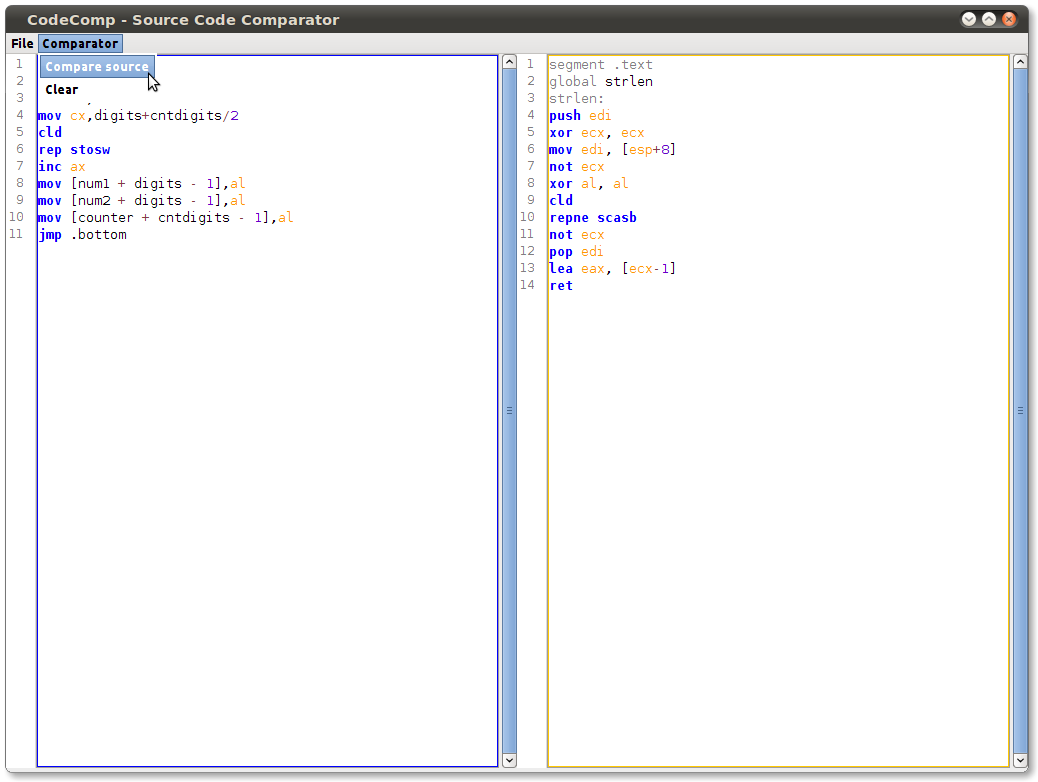 CodeComp - Source Code Comparator
File Comparator
Compare source
Clear
1
2
3
4 mov cx,digits+cntdigits/2
5 cld
6 rep stosw
7 inc ax
8 mov [num1 + digits - 1],al
9 mov [num2 + digits - 1],al
10 mov [counter + cntdigits - 1],al
11 jmp .bottom
1 segment .text
2 global strlen
3 strlen:
4 push edi
5 xor ecx, ecx
6 mov edi, [esp+8]
7 not ecx
8 xor al, al
9 cld
10 repne scasb
11 not ecx
12 pop edi
13 lea eax, [ecx-1]
14 ret